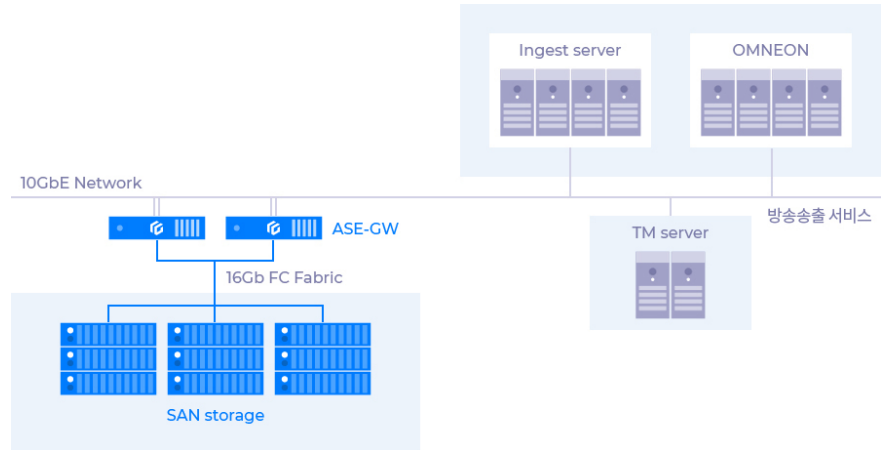 Ingest server
OMNEON
10GbE Network
방송송출 서비스
ASE-GW
TM server
16Gb FC Fabric
SAN storage